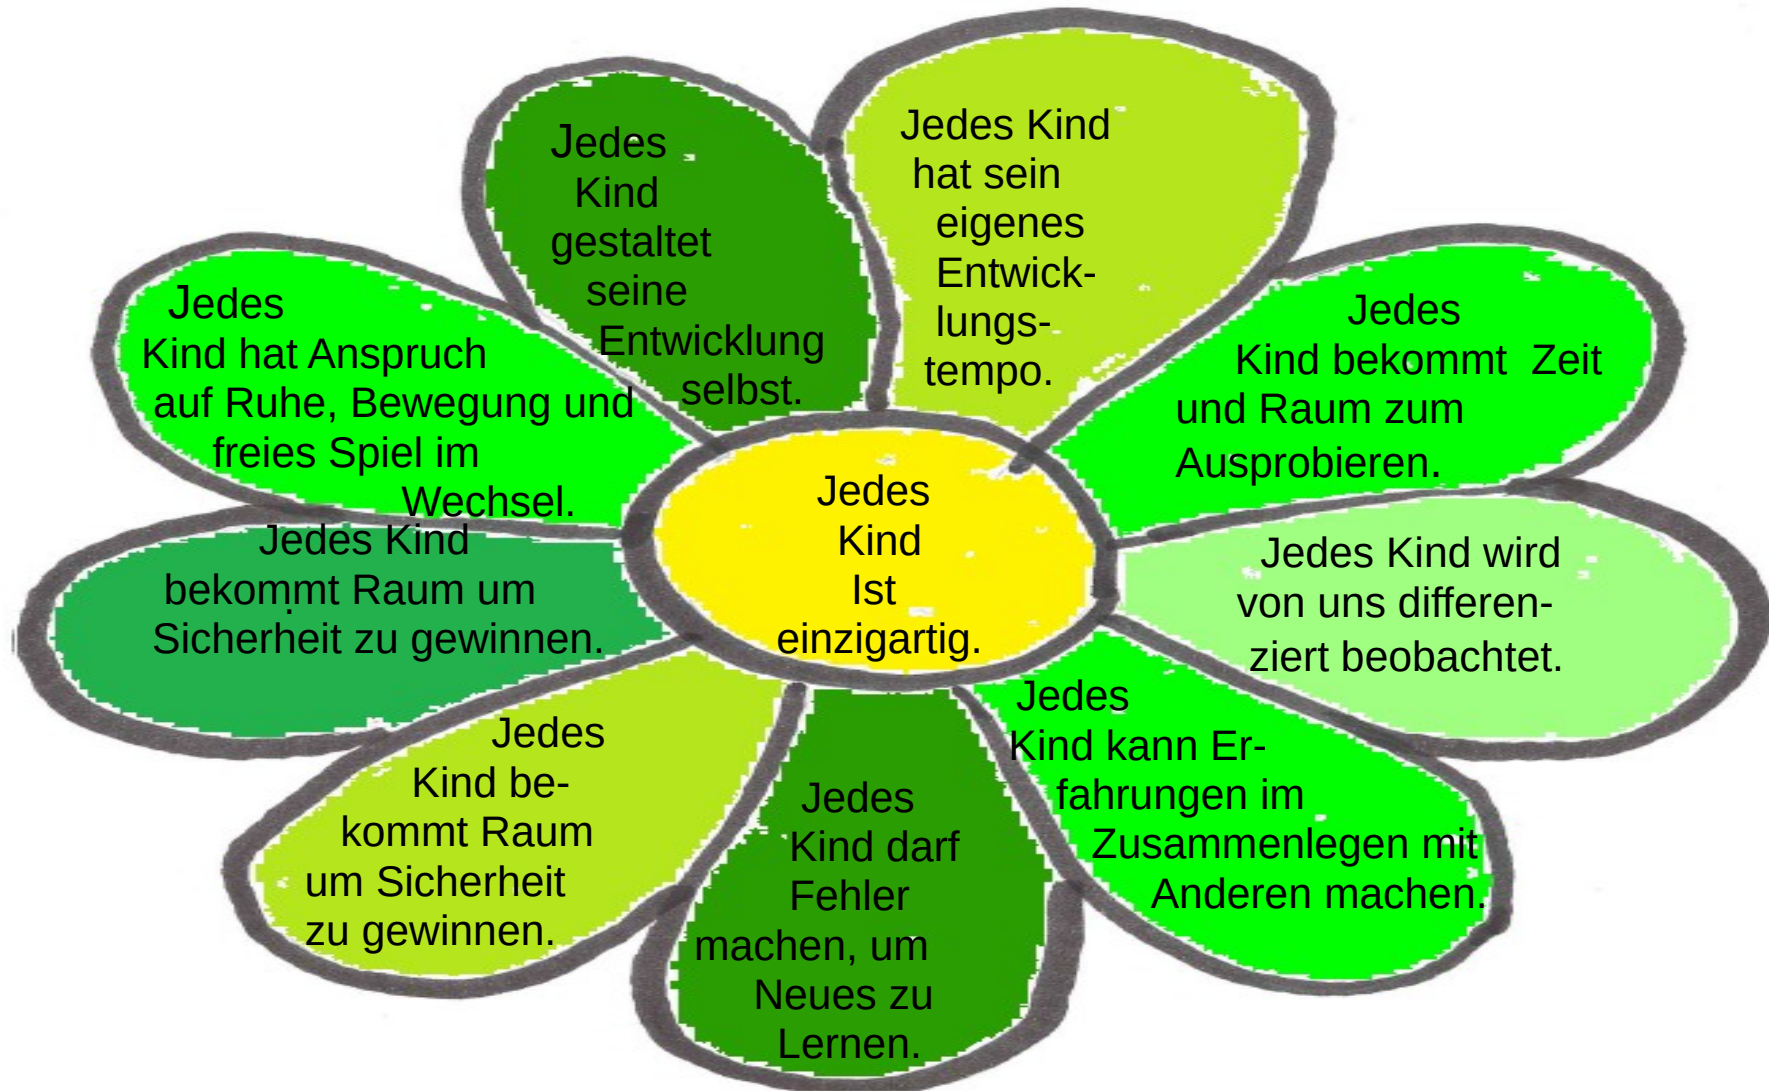 Jedes
Kind
gestaltet
seine
Entwicklung
selbst.
Jedes Kind
hat sein
eigenes
Entwick-
lungs-
tempo.
Jedes
Kind bekommt Zeit
und Raum zum
Ausprobieren.
Jedes Kind wird
von uns differen-
ziert beobachtet.
Jedes
Kind kann Er-
fahrungen im
Zusammenlegen mit
Anderen machen.
Jedes
Kind darf
Fehler
machen, um
Neues zu
Lernen.
Jedes
Kind be-
kommt Raum
um Sicherheit
zu gewinnen.
Jedes Kind
bekommt Raum um
.
Sicherheit zu gewinnen.
Jedes
Kind hat Anspruch
auf Ruhe, Bewegung und
freies Spiel im
Wechsel.
Jedes
Kind
Ist
einzigartig.